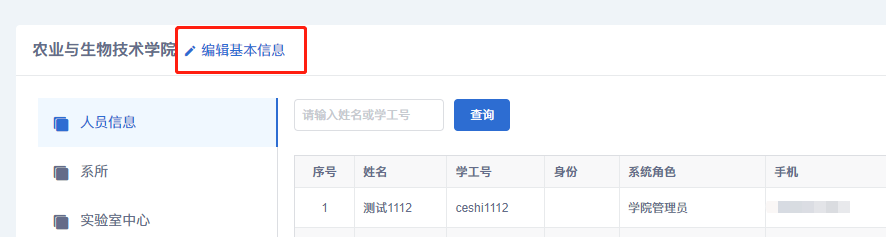 农业与生物技术学院 编辑基本信息
人员信息
请输入姓名或学工号 查询
系所
序号 姓名 学工号 身份 系统角色 手机
1 测试1112 ceshi1112 学院管理员
实验室中心